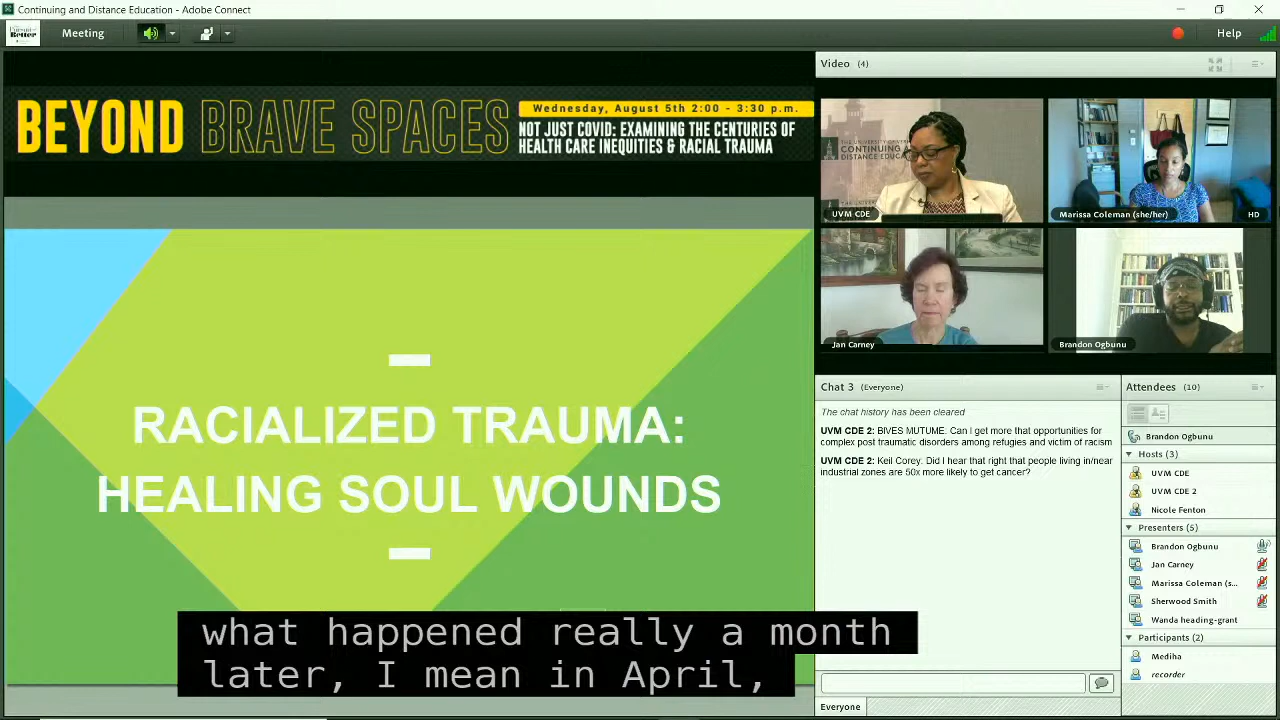 Continuing and Distance Education - Adobe Connect
Meeting
Help
BEYOND BRAVE SPACES
Wednesday, August 5th 2:00 - 3:30 p.m.
NOT JUST COVID: EXAMINING THE CENTURIES OF
HEALTH CARE INEQUITIES & RACIAL TRAUMA
RACIALIZED TRAUMA:
HEALING SOUL WOUNDS
what happened really a month
later, I mean in April,
Video (4)
UVM CDE
Marissa Coleman (she/her)
HD
Jan Carney
Brandon Ogbunu
Chat 3 (Everyone)
The chat history has been cleared
UVM CDE 2: BIVES MUTUME: Can I get more that opportunities for
complex post traumatic disorders among refugies and victim of racism
UVM CDE 2: Keil Corey: Did I hear that right that people living in/near
industrial zones are 50x more likely to get cancer?
Everyone
Attendees (10)
Brandon Ogbunu
Hosts (3)
UVM CDE
UVM CDE 2
Nicole Fenton
Presenters (5)
Brandon Ogbunu
Jan Carney
Marissa Coleman (s...
Sherwood Smith
Wanda heading-grant
Participants (2)
Mediha
recorder